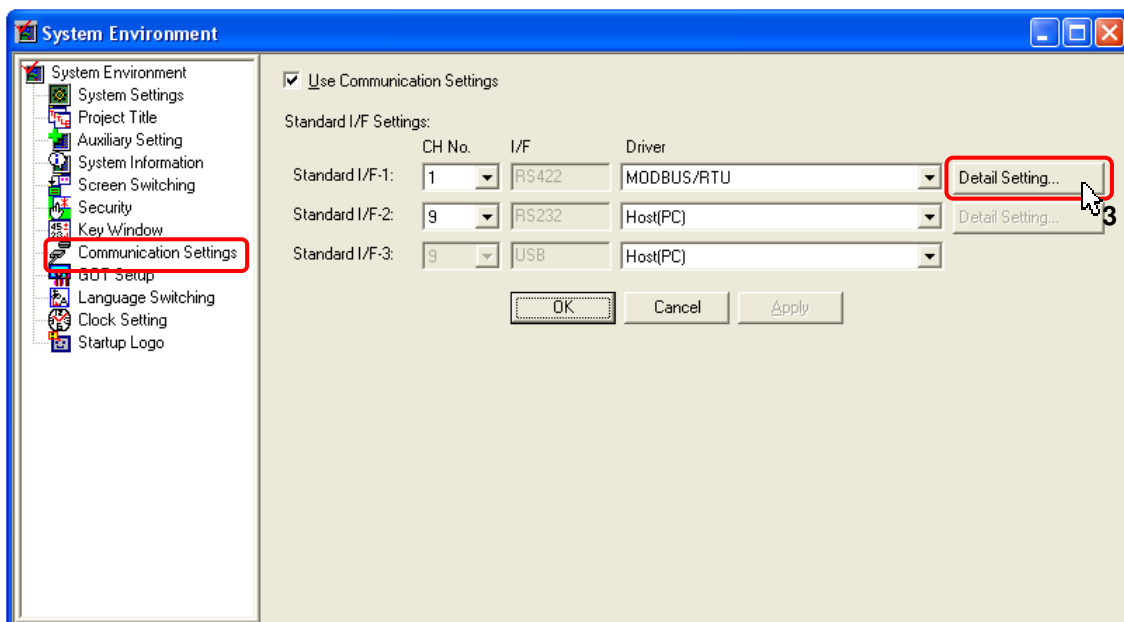 System Environment
System Environment
System Settings
Project Title
Auxiliary Setting
System Information
Screen Switching
Security
Key Window
Communication Settings
GOT Setup
Language Switching
Clock Setting
Startup Logo
Use Communication Settings
Standard I/F Settings:
CH No. I/F Driver
Standard I/F-1: 1 RS422 MODBUS/RTU Detail Setting...
3
Standard I/F-2: 9 RS232 Host(PC) Detail Setting...
Standard I/F-3: 9 USB Host(PC)
OK Cancel Apply